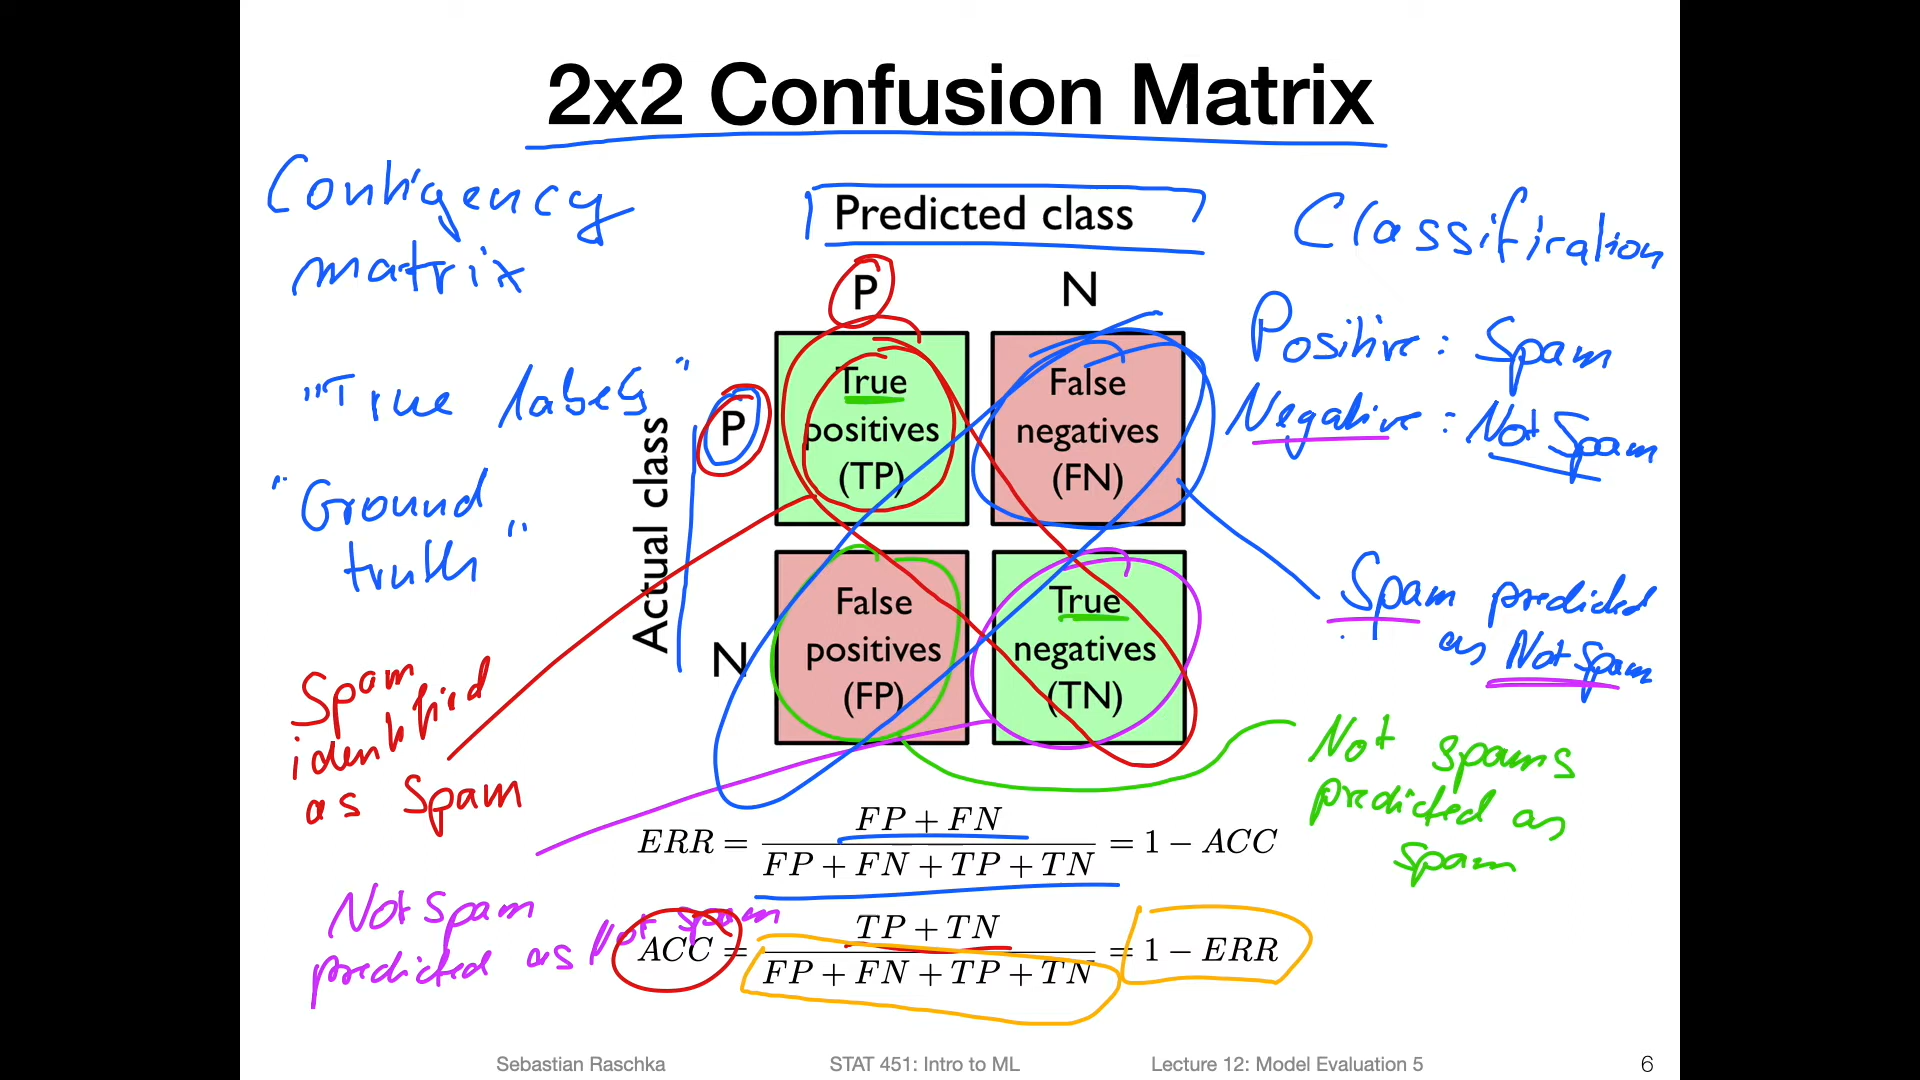 2x2 Confusion Matrix
Contigency
matrix
"True labels"
"Ground
truth"
Spam
identified
as Spam
Predicted class
P
N
Actual class
P
True
positives
(TP)
False
negatives
(FN)
N
False
positives
(FP)
True
negatives
(TN)
Classification
Positive: Spam
Negative: Not Spam
Spam predicted
as Not Spam
Not spams
predicted as
spam
Not Spam
predicted as Not spam
ERR = FP + FN / FP + FN + TP + TN = 1 − ACC
ACC = TP + TN / FP + FN + TP + TN = 1 − ERR
Sebastian Raschka STAT 451: Intro to ML Lecture 12: Model Evaluation 5 6